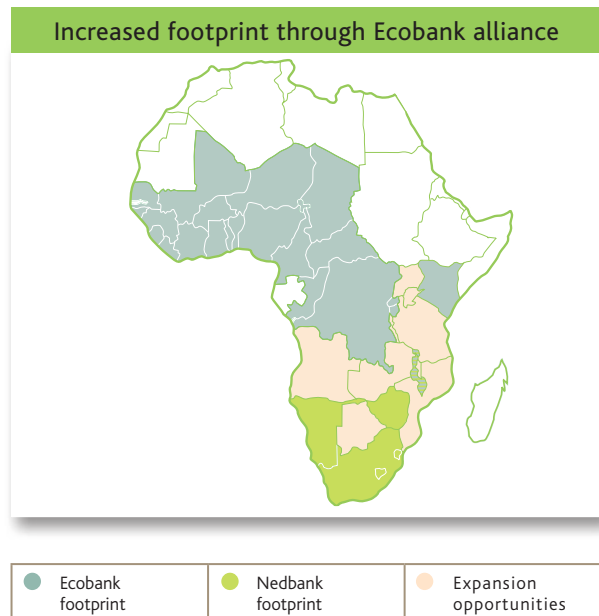 Increased footprint through Ecobank alliance
Ecobank
footprint
Nedbank
footprint
Expansion
opportunities